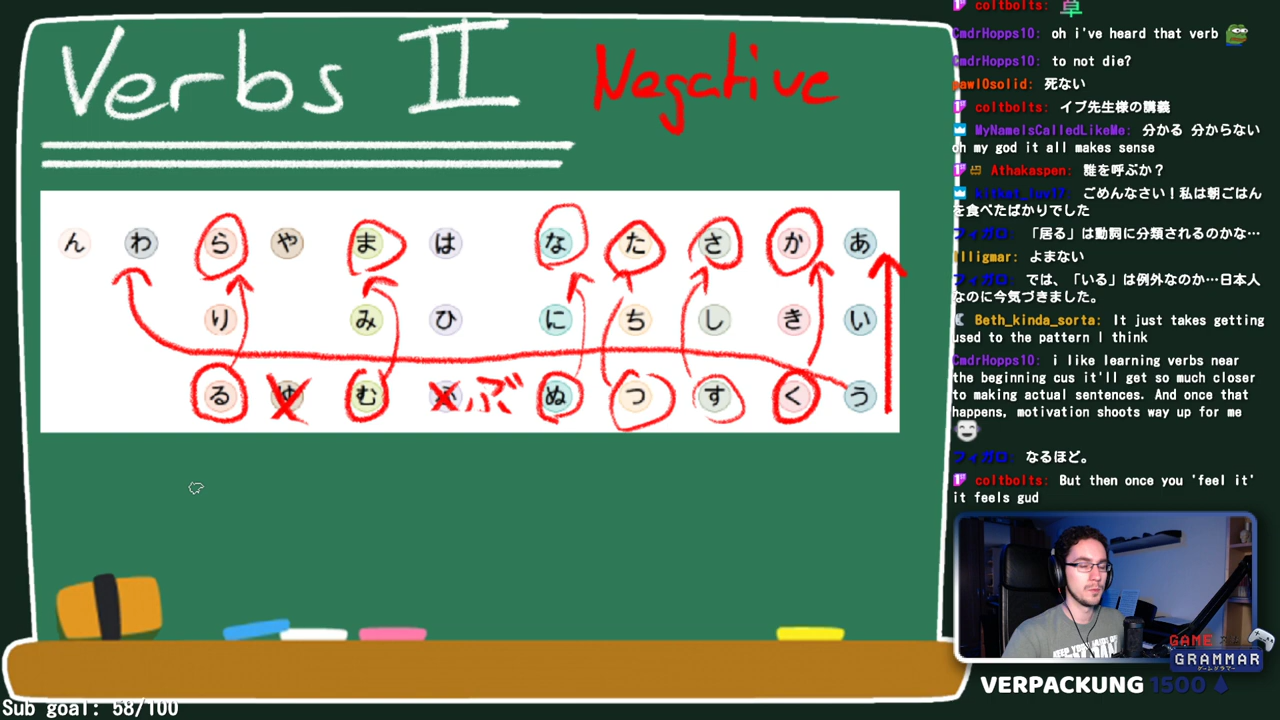 Verbs II Negative
ん わ ら や ま は な た さ か あ
り み ひ に ち し き い
る む ぶ ぬ つ す く う
Sub goal: 58/100
coltbolts: 草
CmdrHopps10: oh i've heard that verb
CmdrHopps10: to not die?
pawl0solid: 死ない
coltbolts: イブ先生様の講義
MyNameIsCalledLikeMe: 分かる 分からない
oh my god it all makes sense
Athakaspen: 誰を呼ぶか？
ごめんなさい！私は朝ごはん
を食べたばかりでした
フィガロ: 「居る」は動詞に分類されるのかな…
illigmar: よまない
フィガロ: では、「いる」は例外なのか…日本人
なのに今気づきました。
Beth_kinda_sorta: It just takes getting
used to the pattern I think
CmdrHopps10: i like learning verbs near
the beginning cus it'll get so much closer
to making actual sentences. And once that
happens, motivation shoots way up for me
フィガロ: なるほど。
coltbolts: But then once you 'feel it'
it feels gud
GAME
GRAMMAR
ゲームグラマー
VERPACKUNG 1500